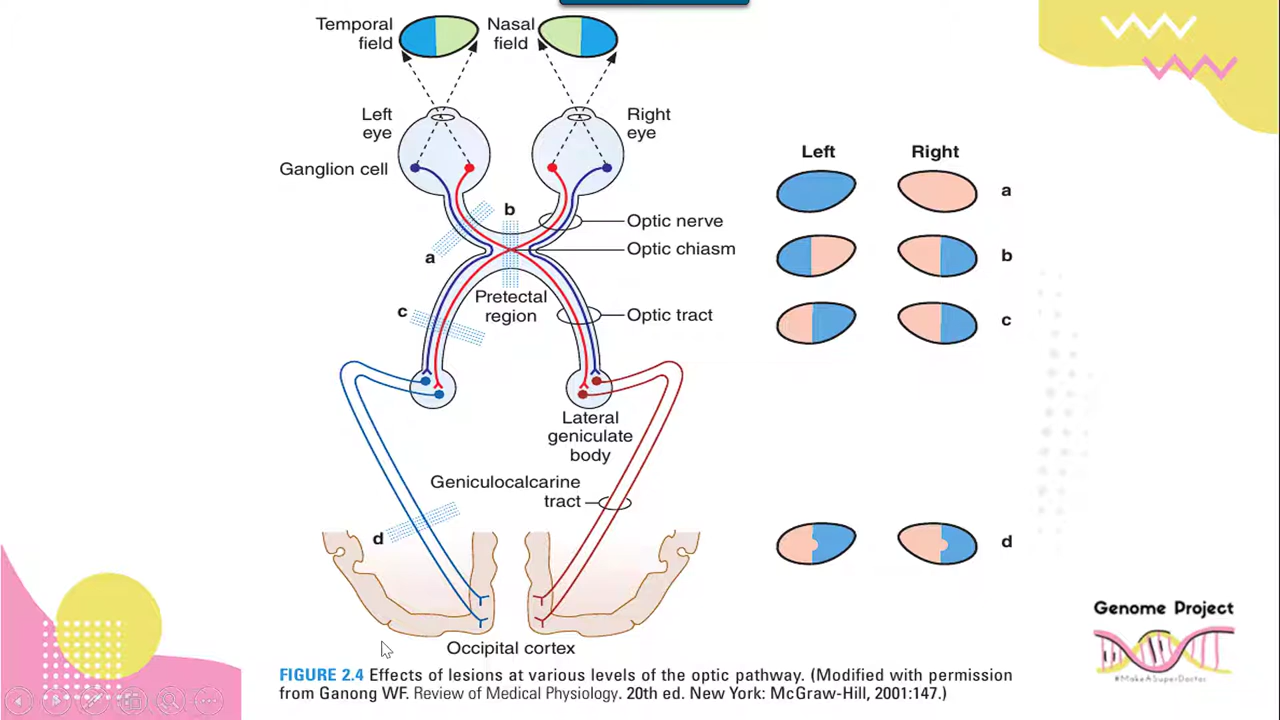 Temporal
field
Nasal
field
Left
eye
Right
eye
Ganglion cell
a
b
Optic nerve
Optic chiasm
Pretectal
region
c
Optic tract
Lateral
geniculate
body
Geniculocalcarine
tract
d
Occipital cortex
Left Right
a
b
c
d
FIGURE 2.4 Effects of lesions at various levels of the optic pathway. (Modified with permission
from Ganong WF. Review of Medical Physiology. 20th ed. New York: McGraw-Hill, 2001:147.)
Genome Project
#MakeASuperDoctor